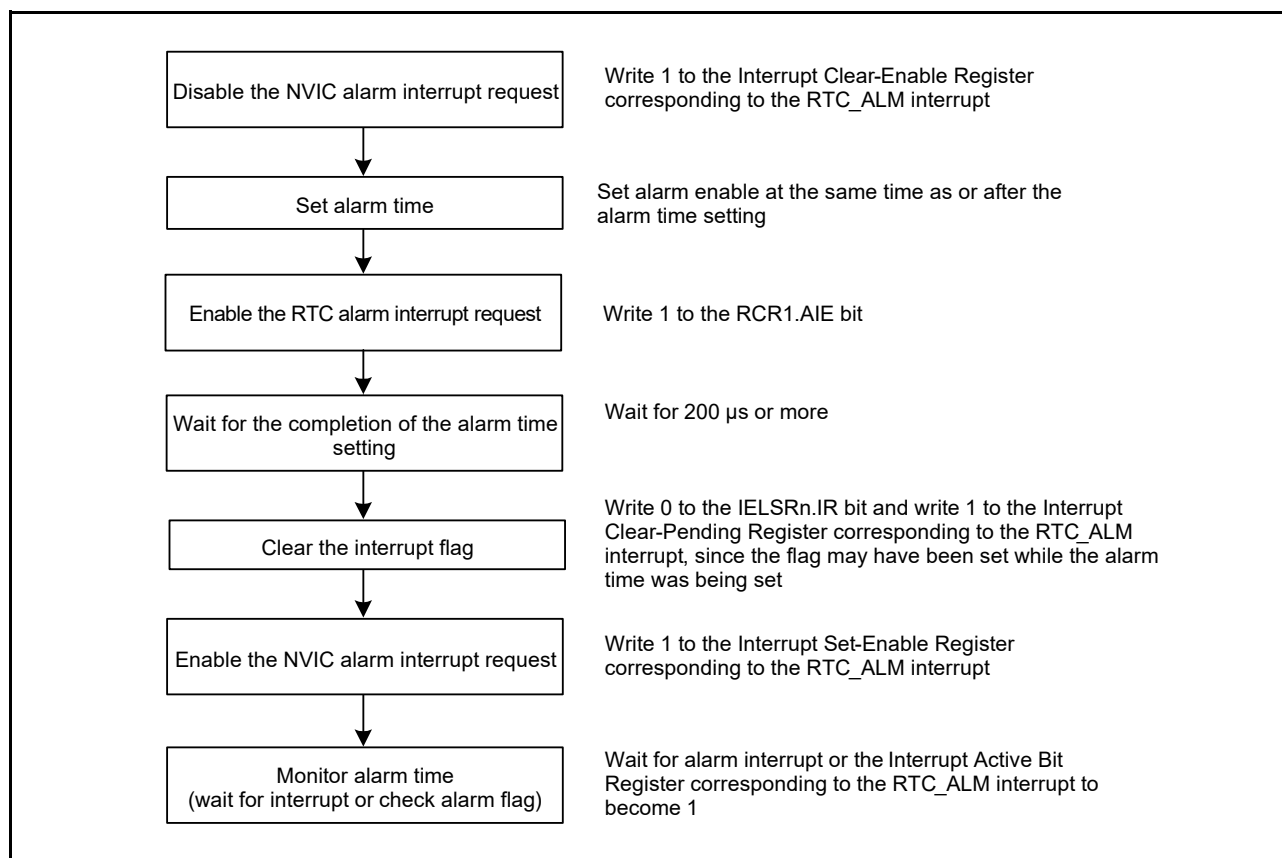 Disable the NVIC alarm interrupt request
Write 1 to the Interrupt Clear-Enable Register
corresponding to the RTC_ALM interrupt
Set alarm time
Set alarm enable at the same time as or after the
alarm time setting
Enable the RTC alarm interrupt request
Write 1 to the RCR1.AIE bit
Wait for the completion of the alarm time
setting
Wait for 200 µs or more
Clear the interrupt flag
Write 0 to the IELSRn.IR bit and write 1 to the Interrupt
Clear-Pending Register corresponding to the RTC_ALM
interrupt, since the flag may have been set while the alarm
time was being set
Enable the NVIC alarm interrupt request
Write 1 to the Interrupt Set-Enable Register
corresponding to the RTC_ALM interrupt
Monitor alarm time
(wait for interrupt or check alarm flag)
Wait for alarm interrupt or the Interrupt Active Bit
Register corresponding to the RTC_ALM interrupt to
become 1